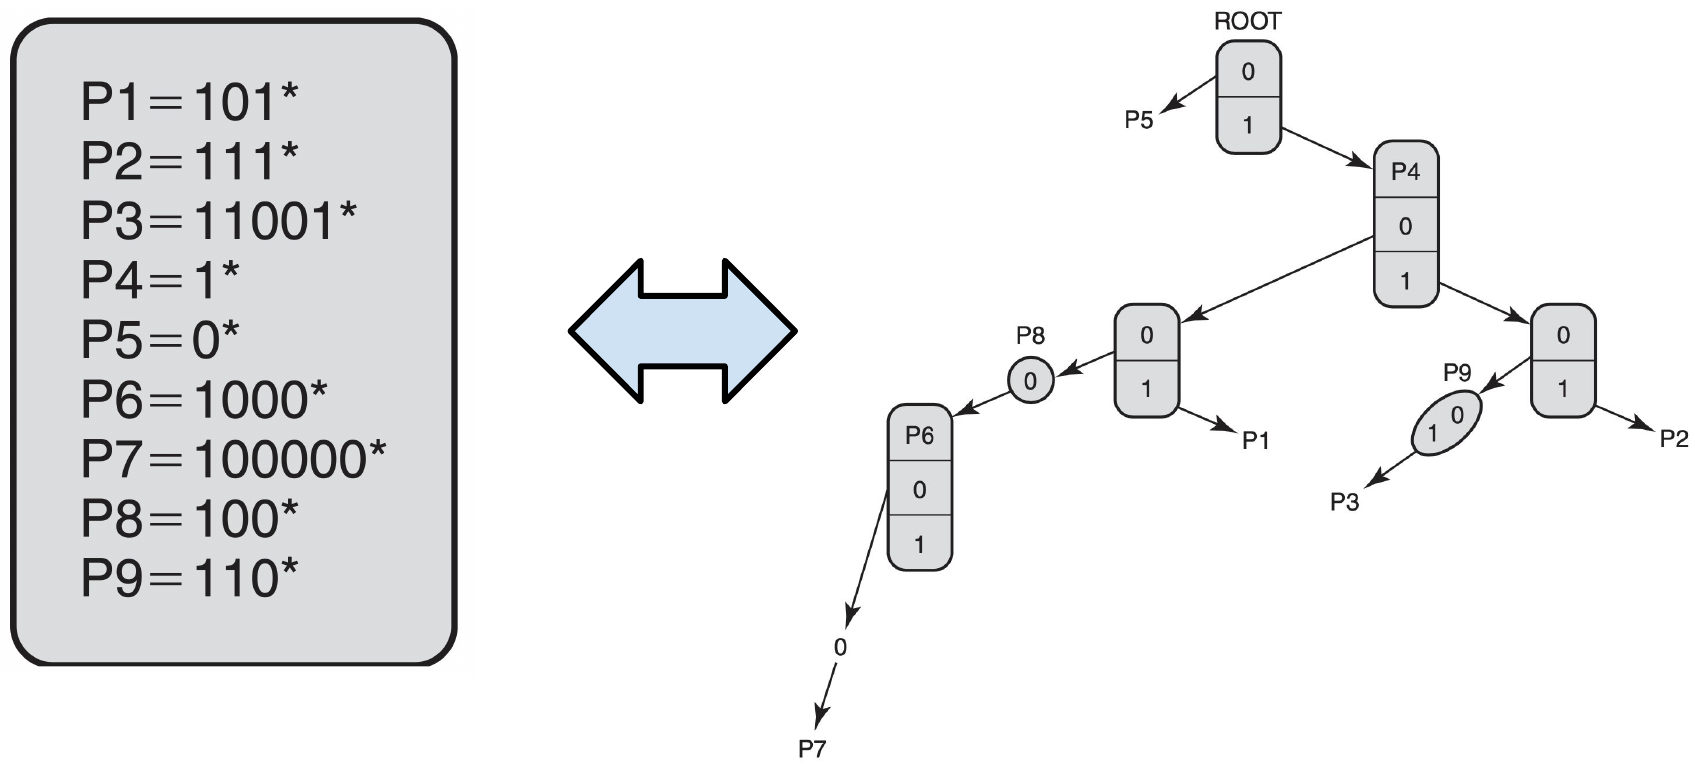 P1=101*
P2=111*
P3=11001*
P4=1*
P5=0*
P6=1000*
P7=100000*
P8=100*
P9=110*
ROOT
0
P5
1
P4
0
1
P8
0
0
1
P1
0
P9
1 0
1
P2
P3
P6
0
1
0
P7